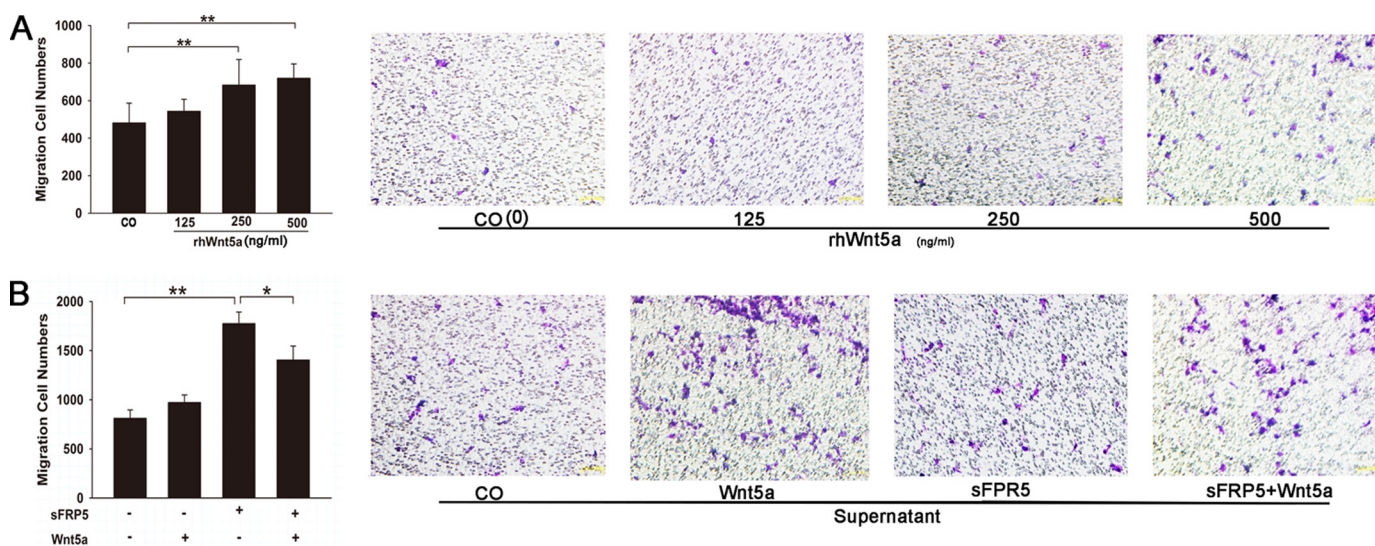 A
Migration Cell Numbers
1000
800
600
400
200
0
**
**
CO
125
250
500
rhWnt5a (ng/ml)
CO(0)
125
250
500
rhWnt5a (ng/ml)
B
Migration Cell Numbers
2000
1500
1000
500
0
**
*
sFRP5 - - + +
Wnt5a - + - +
CO
Wnt5a
sFPR5
sFRP5+Wnt5a
Supernatant